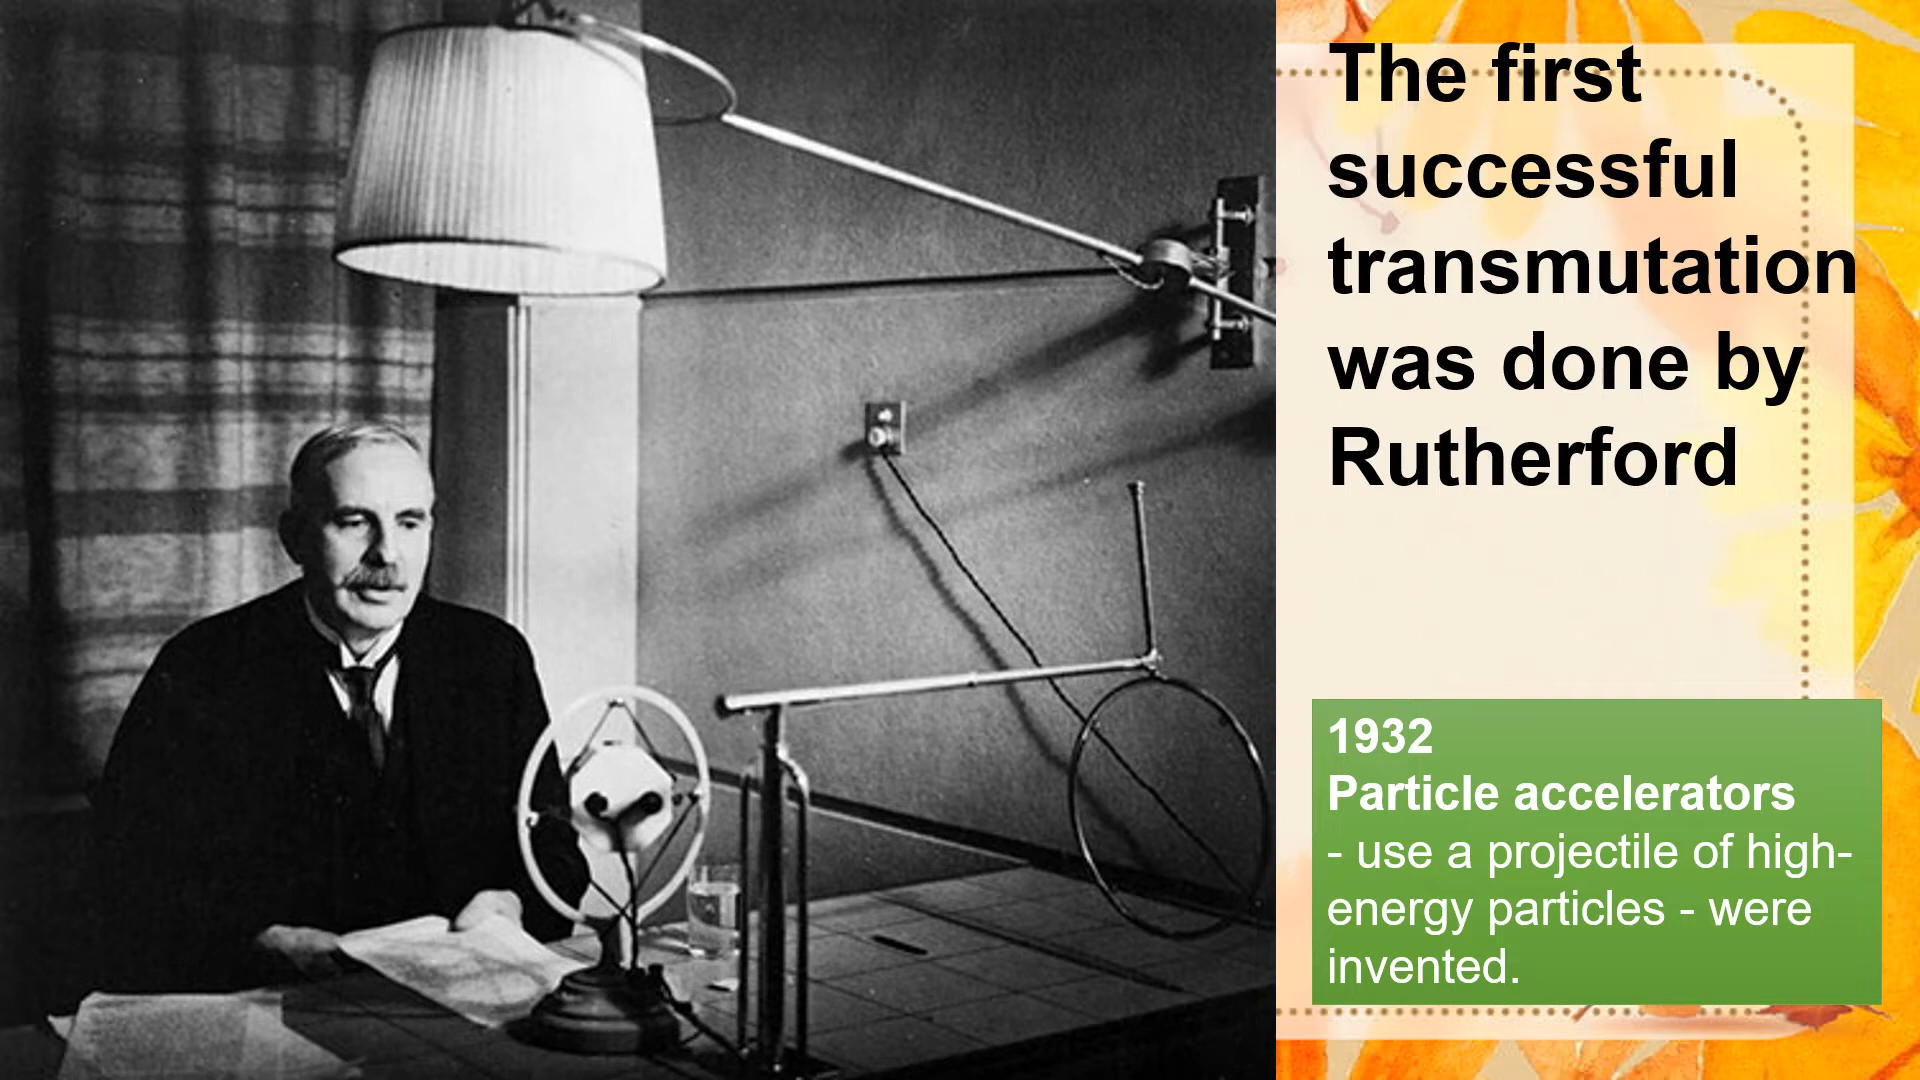 The first
successful
transmutation
was done by
Rutherford
1932
Particle accelerators
- use a projectile of high-
energy particles - were
invented.